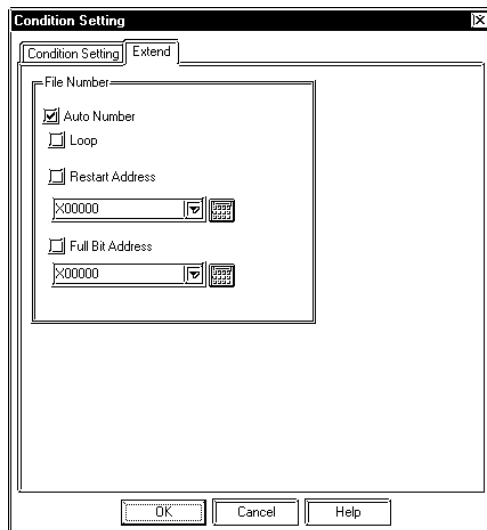 Condition Setting
Condition Setting Extend
File Number
Auto Number
Loop
Restart Address
X00000
Full Bit Address
X00000
OK Cancel Help